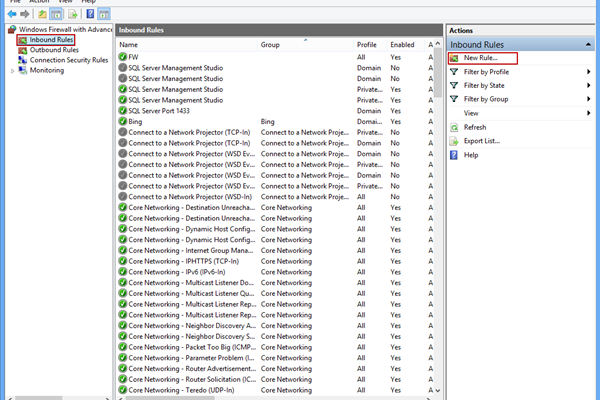 File Action View Help
Windows Firewall with Advance
Inbound Rules
Outbound Rules
Connection Security Rules
Monitoring
Inbound Rules
Name Group Profile Enabled A
FW All Yes A
SQL Server Management Studio Domain No A
SQL Server Management Studio Domain Yes A
SQL Server Management Studio Private... Yes A
SQL Server Management Studio Private... Yes A
SQL Server Port 1433 Domain Yes A
Bing Bing Domai... Yes A
Connect to a Network Projector (TCP-In) Connect to a Network Proje... Private... No A
Connect to a Network Projector (TCP-In) Connect to a Network Proje... Domain No A
Connect to a Network Projector (WSD Ev... Connect to a Network Proje... Private... No A
Connect to a Network Projector (WSD Ev... Connect to a Network Proje... Domain No A
Connect to a Network Projector (WSD Ev... Connect to a Network Proje... Domain No A
Connect to a Network Projector (WSD Ev... Connect to a Network Proje... Private... No A
Connect to a Network Projector (WSD-In) Connect to a Network Proje... All No A
Core Networking - Destination Unreacha... Core Networking All Yes A
Core Networking - Destination Unreacha... Core Networking All Yes A
Core Networking - Dynamic Host Config... Core Networking All Yes A
Core Networking - Dynamic Host Config... Core Networking All Yes A
Core Networking - Internet Group Mana... Core Networking All Yes A
Core Networking - IPHTTPS (TCP-In) Core Networking All Yes A
Core Networking - IPv6 (IPv6-In) Core Networking All Yes A
Core Networking - Multicast Listener Do... Core Networking All Yes A
Core Networking - Multicast Listener Qu... Core Networking All Yes A
Core Networking - Multicast Listener Rep... Core Networking All Yes A
Core Networking - Multicast Listener Rep... Core Networking All Yes A
Core Networking - Neighbor Discovery A... Core Networking All Yes A
Core Networking - Neighbor Discovery S... Core Networking All Yes A
Core Networking - Packet Too Big (ICMP... Core Networking All Yes A
Core Networking - Parameter Problem (I... Core Networking All Yes A
Core Networking - Router Advertisement... Core Networking All Yes A
Core Networking - Router Solicitation (IC... Core Networking All Yes A
Core Networking - Teredo (UDP-In) Core Networking All Yes A
Actions
Inbound Rules
New Rule...
Filter by Profile
Filter by State
Filter by Group
View
Refresh
Export List...
Help